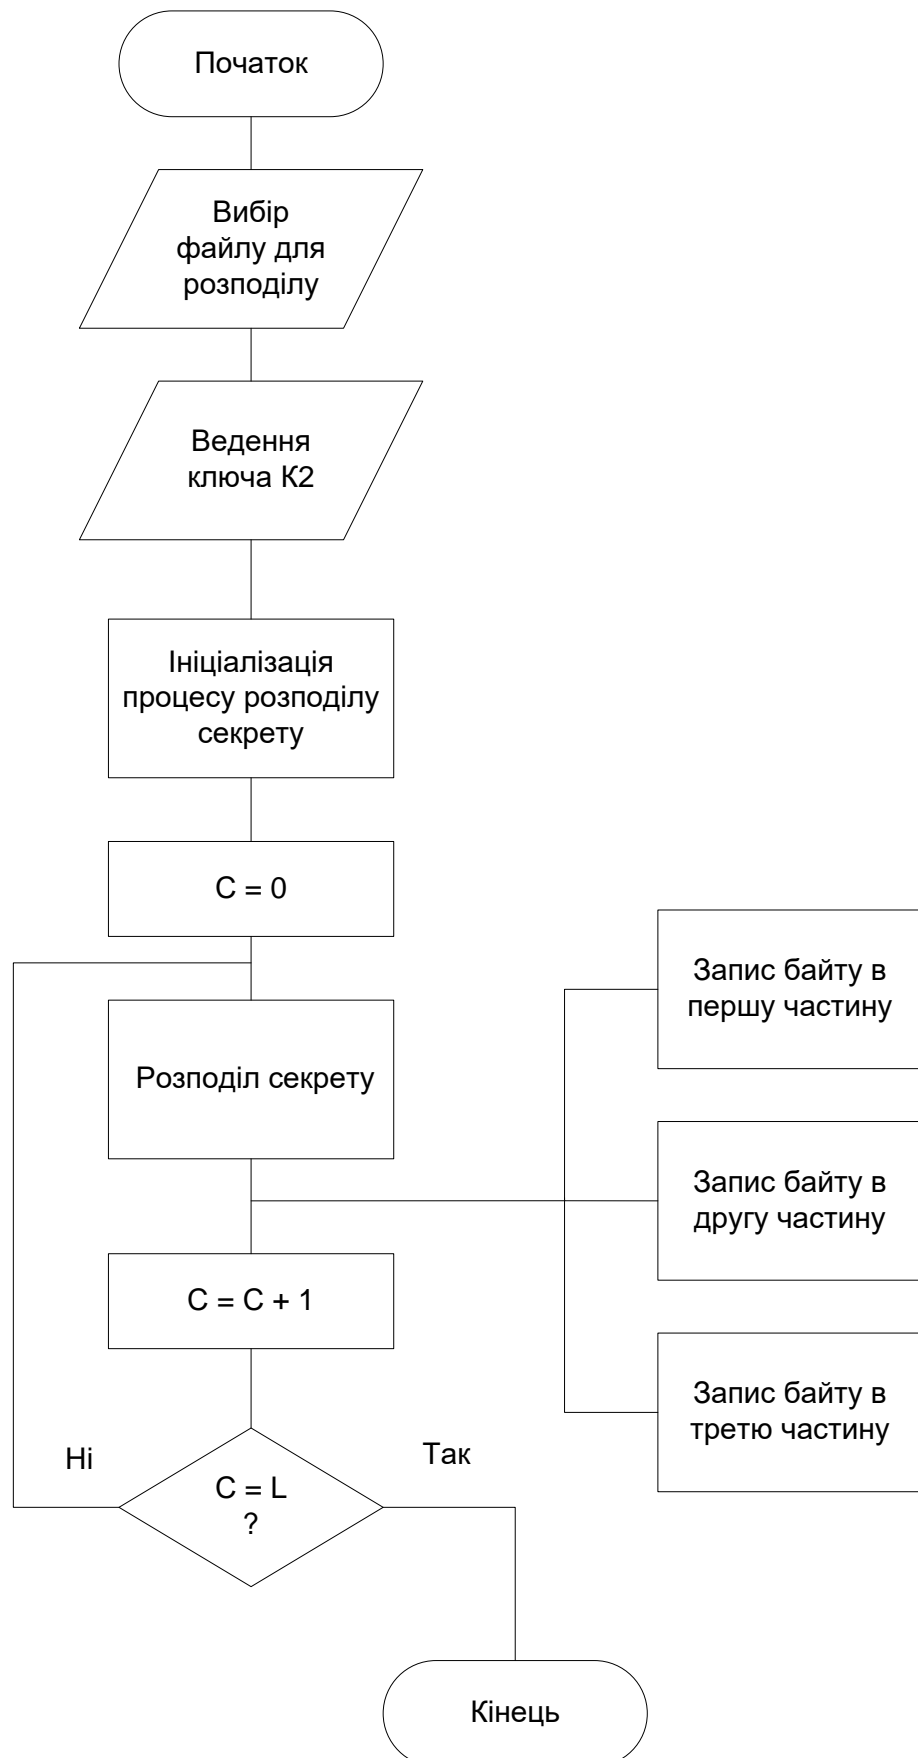 Початок
Вибір
файлу для
розподілу
Ведення
ключа К2
Ініціалізація
процесу розподілу
секрету
C = 0
Розподіл секрету
Запис байту в
першу частину
Запис байту в
другу частину
C = C + 1
Запис байту в
третю частину
Ні
Так
C = L
?
Кінець